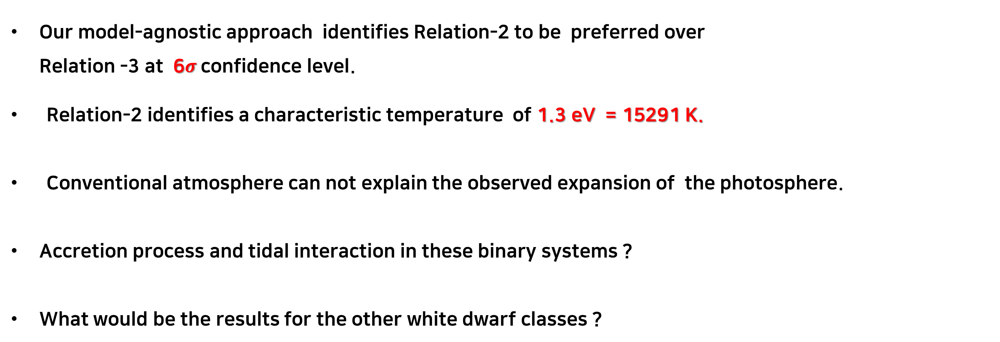 • Our model-agnostic approach identifies Relation-2 to be preferred over
Relation -3 at 6σ confidence level.
• Relation-2 identifies a characteristic temperature of 1.3 eV = 15291 K.
• Conventional atmosphere can not explain the observed expansion of the photosphere.
• Accretion process and tidal interaction in these binary systems ?
• What would be the results for the other white dwarf classes ?